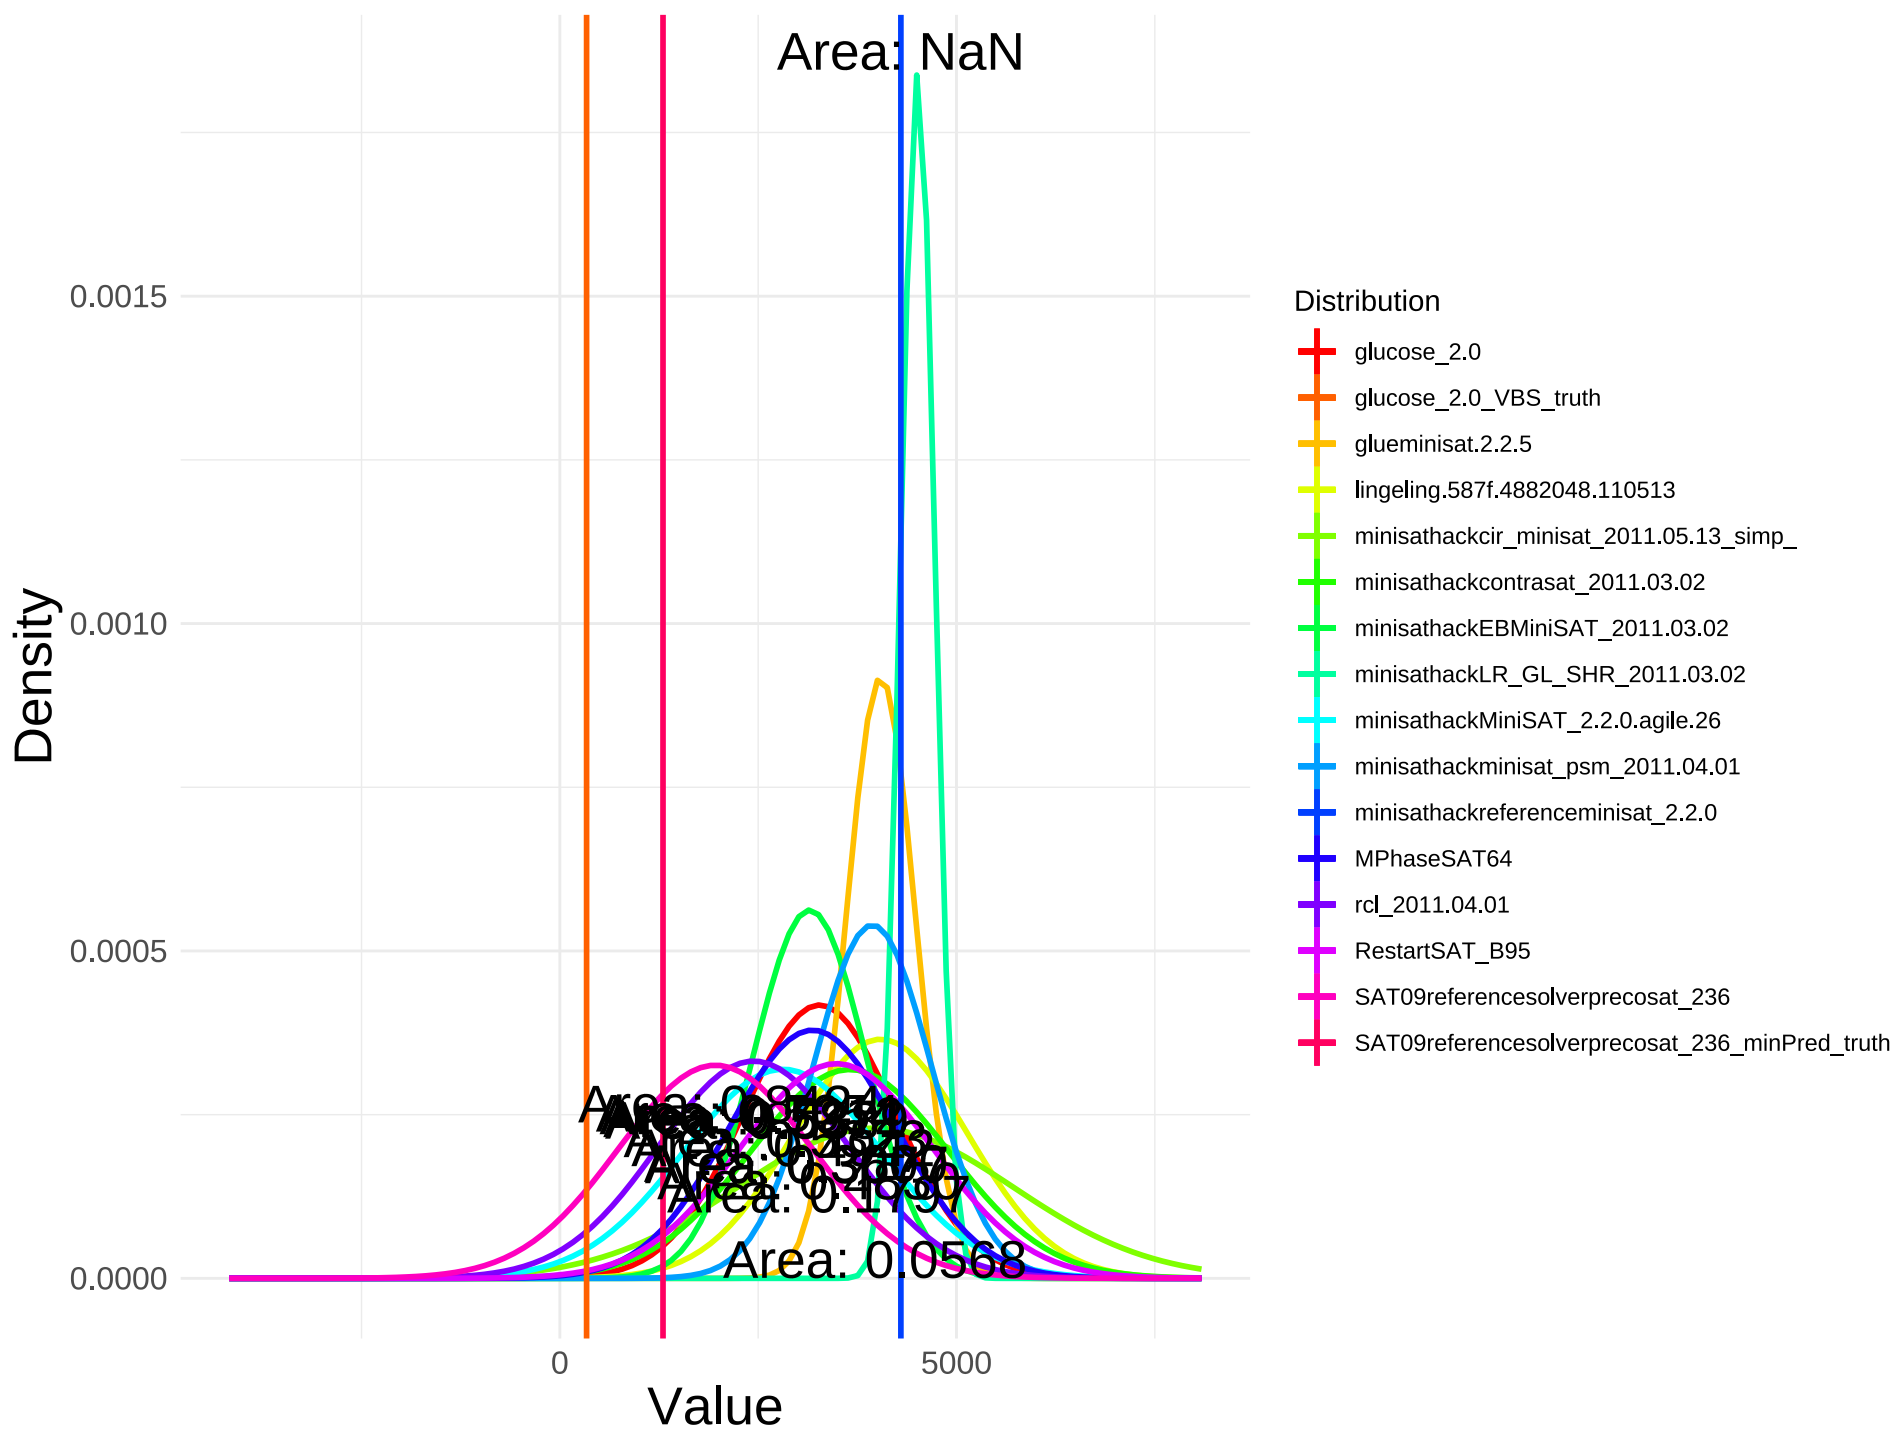 Area: NaN
0.0015
0.0010
0.0005
0.0000
Density
Area: 0.1797
Area: 0.0568
0
5000
Value
Distribution
glucose_2.0
glucose_2.0_VBS_truth
glueminisat.2.2.5
lingeling.587f.4882048.110513
minisathackcir_minisat_2011.05.13_simp_
minisathackcontrasat_2011.03.02
minisathackEBMiniSAT_2011.03.02
minisathackLR_GL_SHR_2011.03.02
minisathackMiniSAT_2.2.0.agile.26
minisathackminisat_psm_2011.04.01
minisathackreferenceminisat_2.2.0
MPhaseSAT64
rcl_2011.04.01
RestartSAT_B95
SAT09referencesolverprecosat_236
SAT09referencesolverprecosat_236_minPred_truth